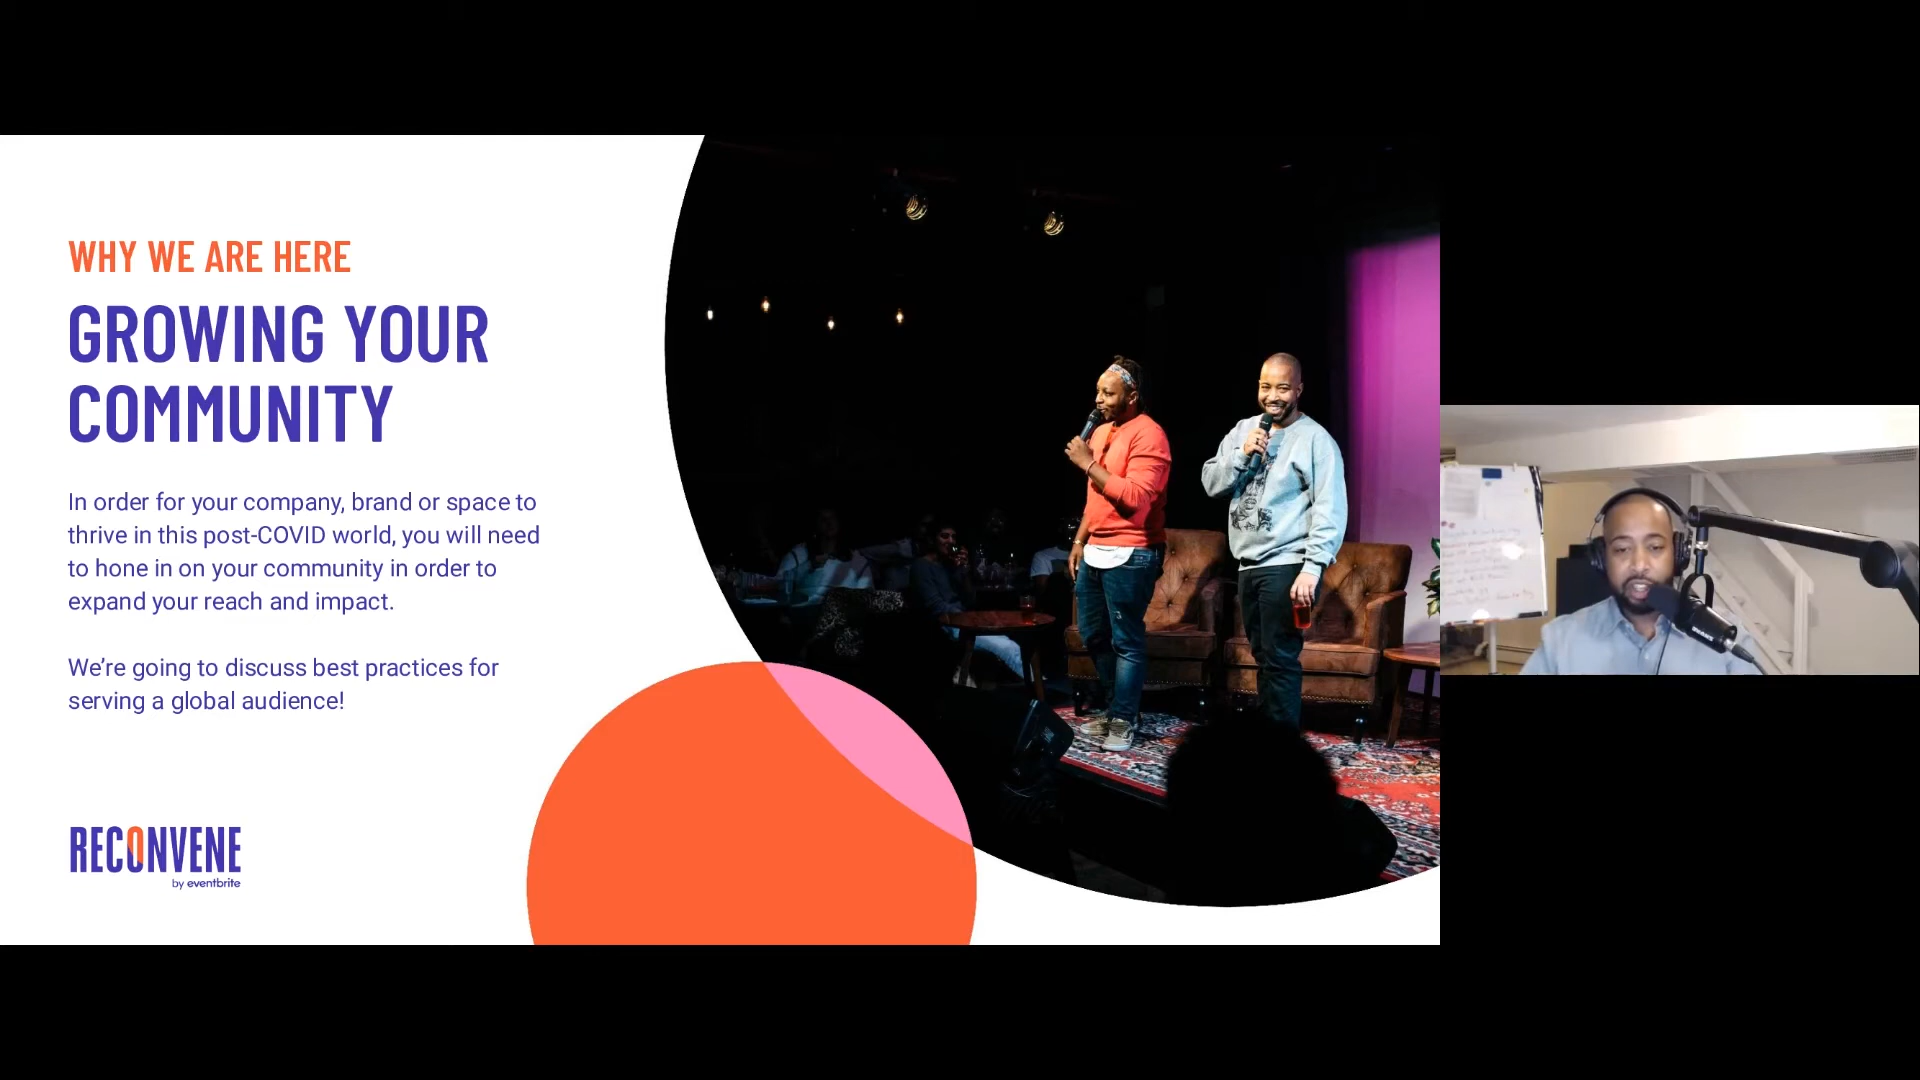 WHY WE ARE HERE
GROWING YOUR
COMMUNITY
In order for your company, brand or space to
thrive in this post-COVID world, you will need
to hone in on your community in order to
expand your reach and impact.
We’re going to discuss best practices for
serving a global audience!
RECONVENE
by eventbrite